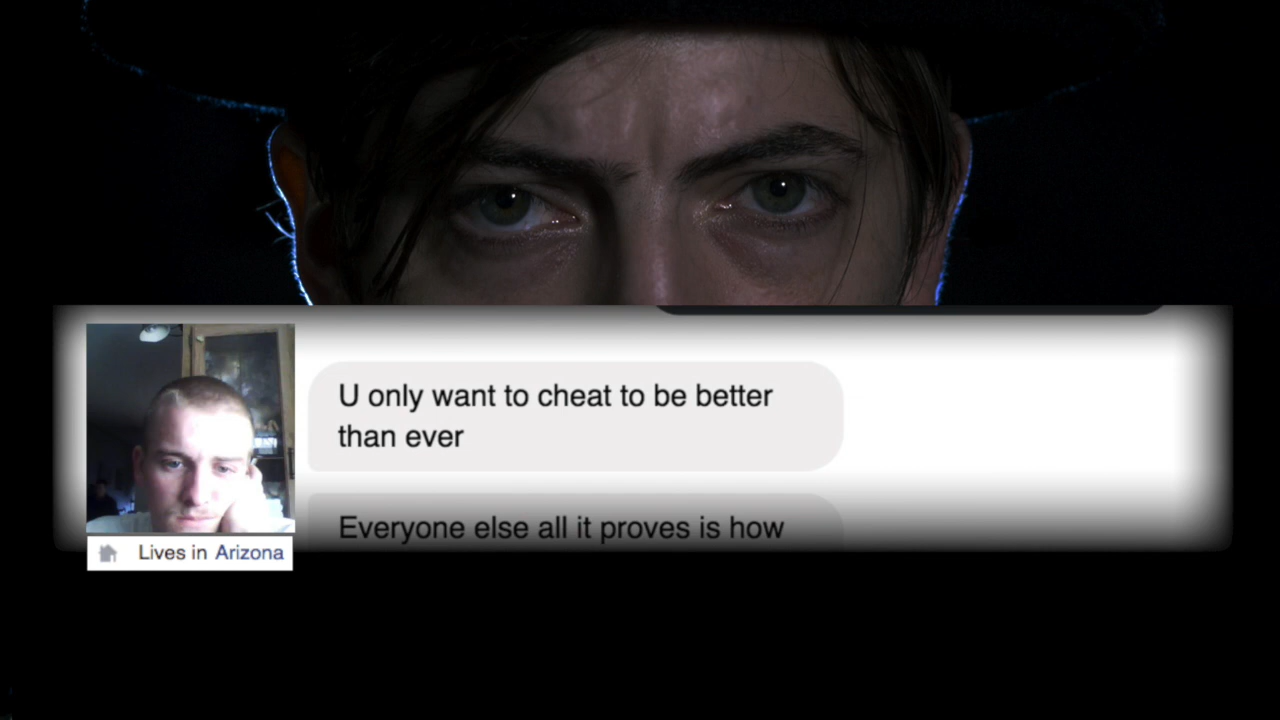 U only want to cheat to be better
than ever
Everyone else all it proves is how
Lives in Arizona